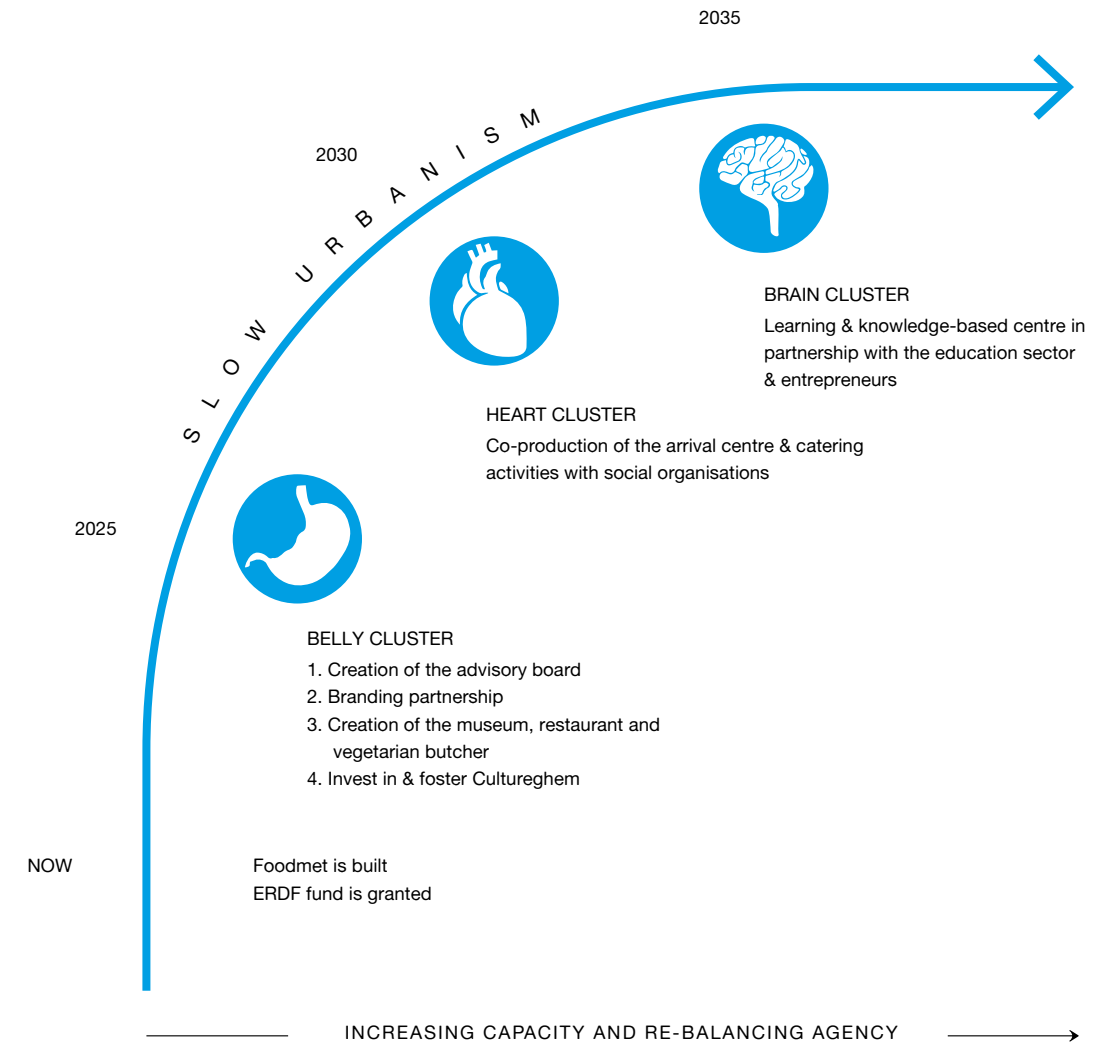 2035
2030
SLOW URBANISM
BRAIN CLUSTER
Learning & knowledge-based centre in
partnership with the education sector
& entrepreneurs
HEART CLUSTER
Co-production of the arrival centre & catering
activities with social organisations
2025
BELLY CLUSTER
1. Creation of the advisory board
2. Branding partnership
3. Creation of the museum, restaurant and
vegetarian butcher
4. Invest in & foster Cultureghem
NOW
Foodmet is built
ERDF fund is granted
INCREASING CAPACITY AND RE-BALANCING AGENCY